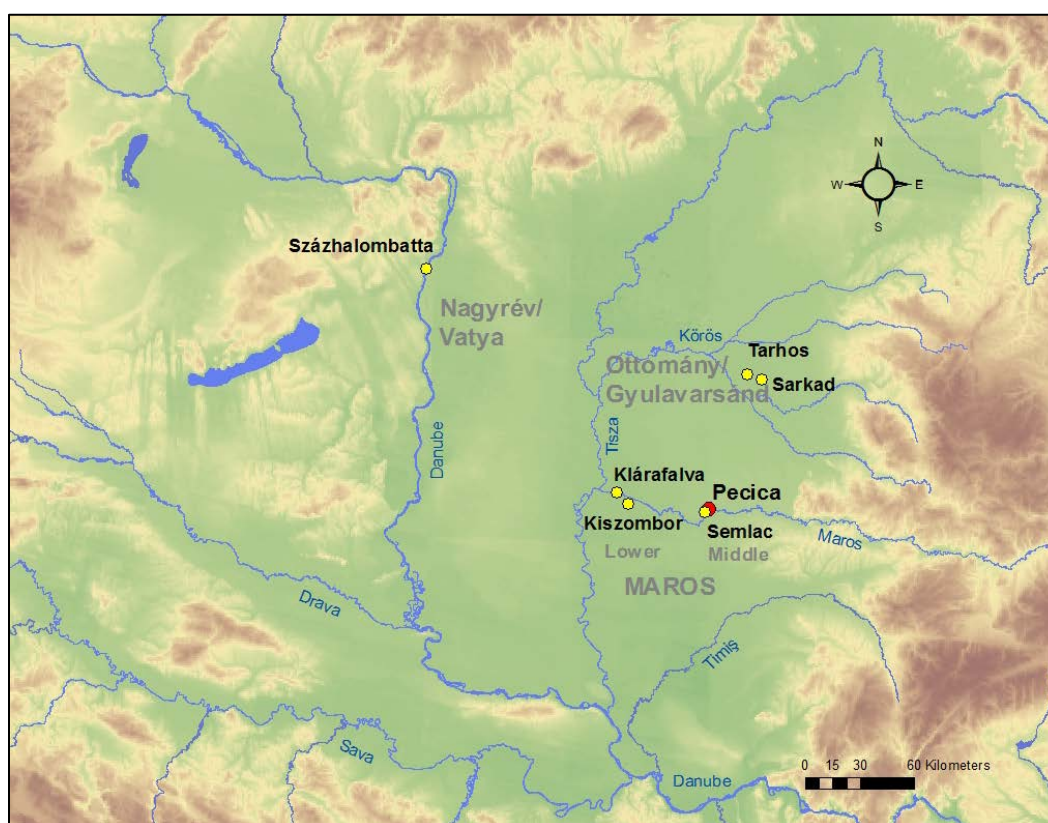 N
W E
S
Százhalombatta
Nagyrév/
Vatya
Danube
Körös
Tarhos
Ottomány/
Gyulavarsánd
Sarkad
Tisza
Klárafalva
Pecica
Kiszombor
Semlac
Lower
Middle
Maros
MAROS
Drava
Timiş
Sava
Danube
0 15 30 60 Kilometers